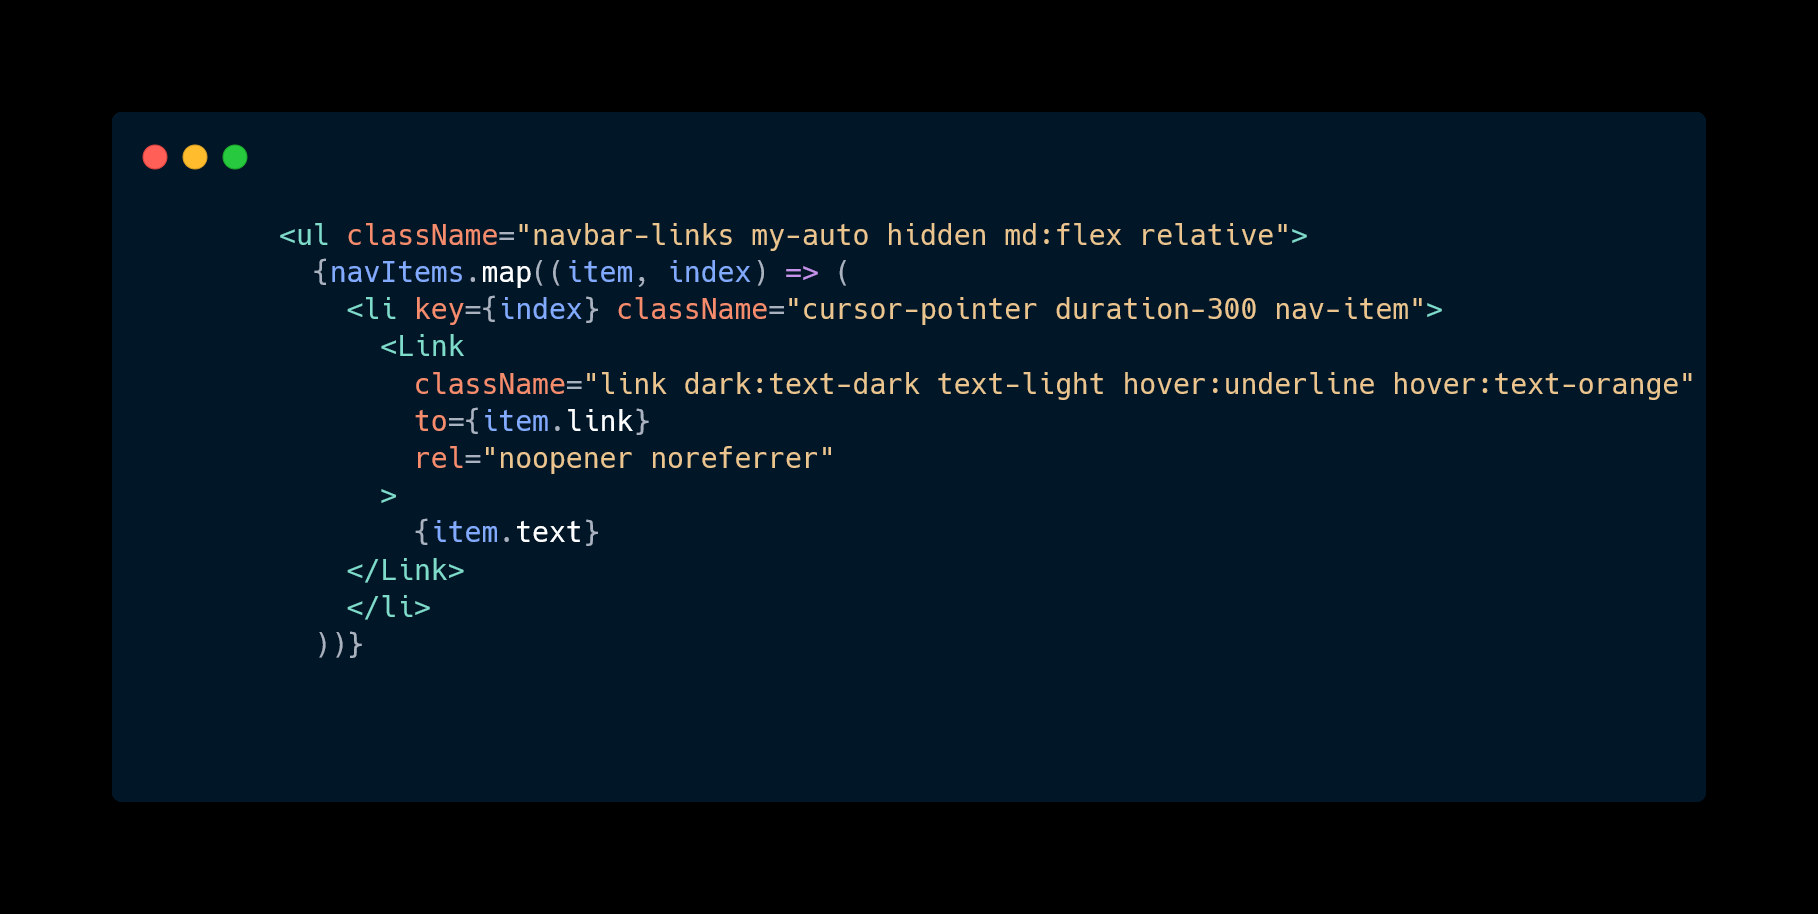 <ul className="navbar-links my-auto hidden md:flex relative">
{navItems.map((item, index) => (
<li key={index} className="cursor-pointer duration-300 nav-item">
<Link
className="link dark:text-dark text-light hover:underline hover:text-orange"
to={item.link}
rel="noopener noreferrer"
>
{item.text}
</Link>
</li>
))}